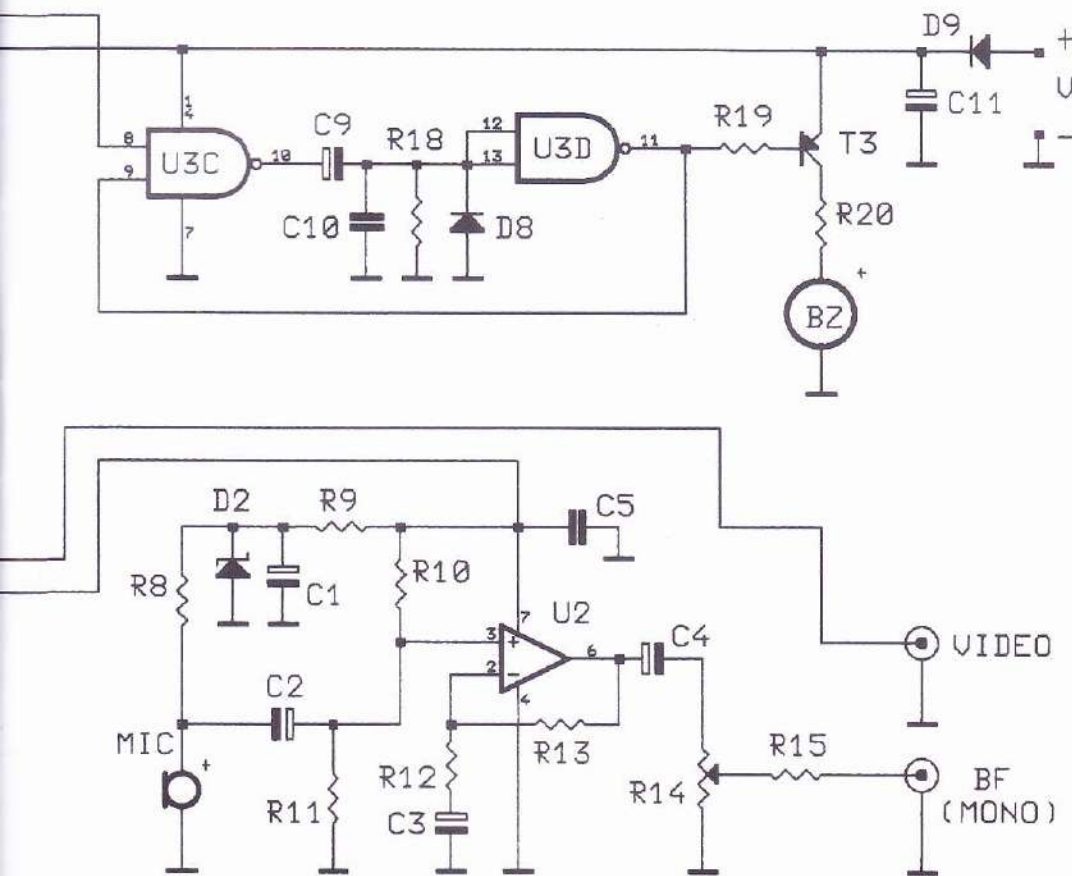 D9
+
V
C11
-
1
4
8
9
U3C
10
7
C9
R18
C10
D8
12
13
U3D
11
R19
T3
R20
+
BZ
D2
R9
C5
R8
C1
R10
U2
7
3
+
2
-
6
4
C4
VIDEO
C2
MIC
+
R11
R12
C3
R13
R14
R15
BF
(MONO)